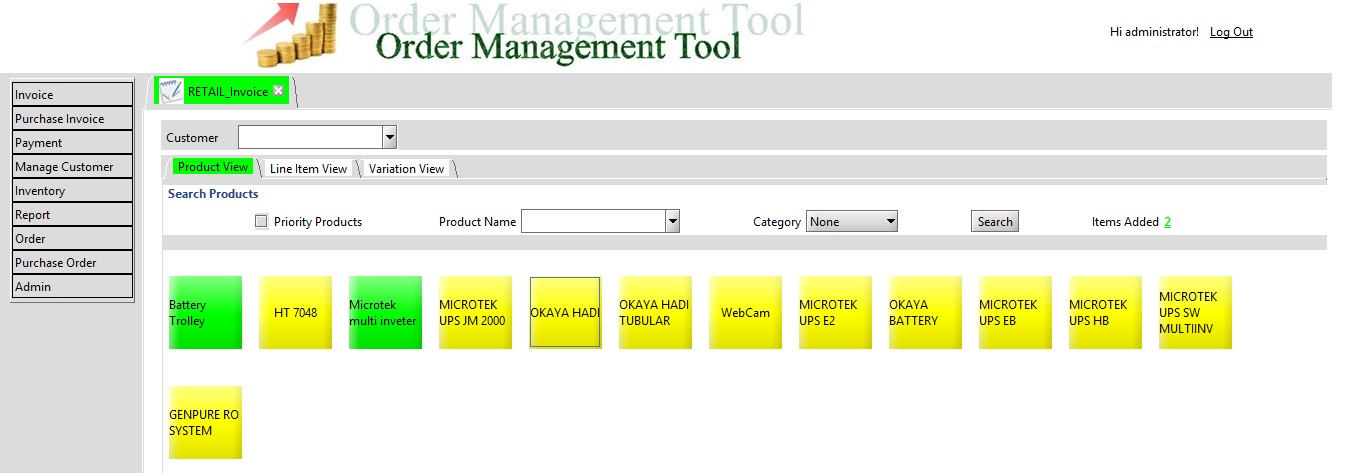 Order Management Tool
Order Management Tool
Hi administrator! Log Out
Invoice
Purchase Invoice
Payment
Manage Customer
Inventory
Report
Order
Purchase Order
Admin
RETAIL_Invoice
Customer
Product View Line Item View Variation View
Search Products
Priority Products Product Name Category None Search Items Added 2
Battery
Trolley
HT 7048
Microtek
multi inveter
MICROTEK
UPS JM 2000
OKAYA HADI
OKAYA HADI
TUBULAR
WebCam
MICROTEK
UPS E2
OKAYA
BATTERY
MICROTEK
UPS EB
MICROTEK
UPS HB
MICROTEK
UPS SW
MULTIINV
GENPURE RO
SYSTEM